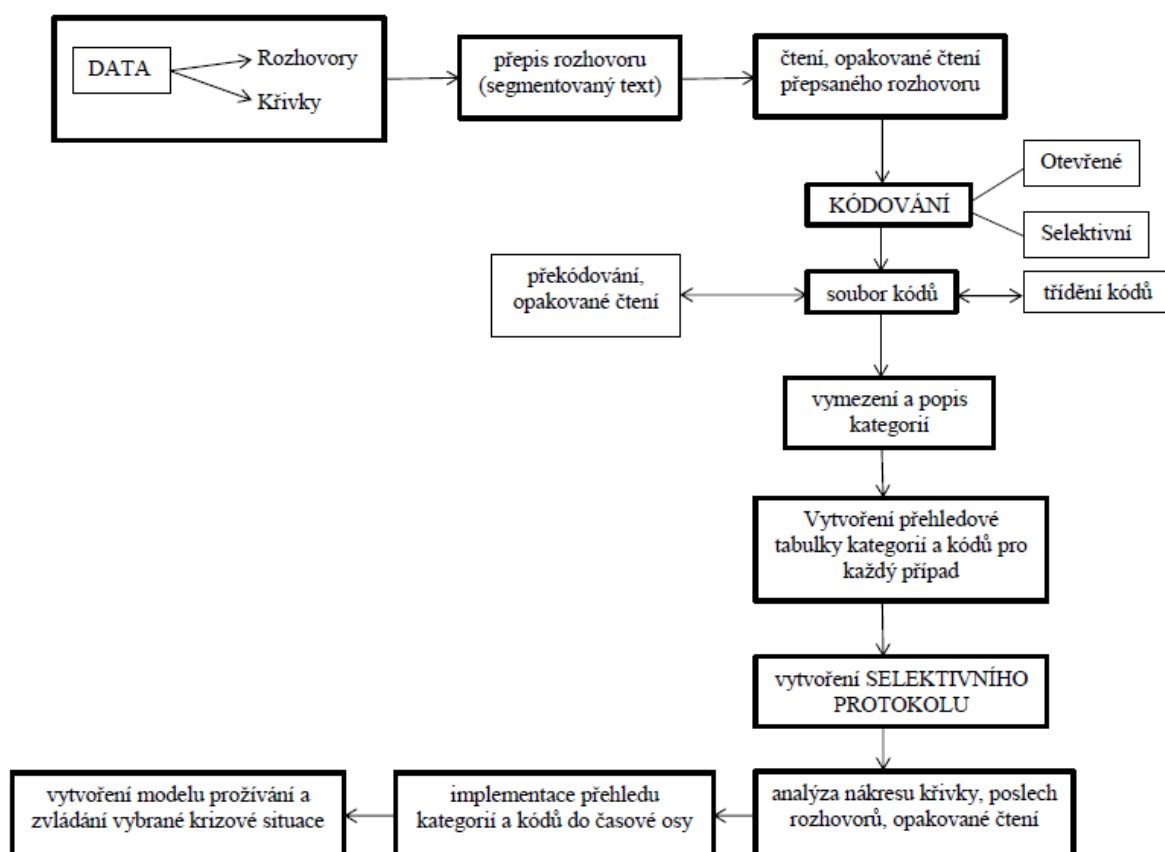 DATA
Rozhovory
Křivky
přepis rozhovoru
(segmentovaný text)
čtení, opakované čtení
přepsaného rozhovoru
KÓDOVÁNÍ
Otevřené
Selektivní
překódování,
opakované čtení
soubor kódů
třídění kódů
vymezení a popis
kategorií
Vytvoření přehledové
tabulky kategorií a kódů pro
každý případ
vytvoření SELEKTIVNÍHO
PROTOKOLU
analýza nákresu křivky, poslech
rozhovorů, opakované čtení
implementace přehledu
kategorií a kódů do časové osy
vytvoření modelu prožívání a
zvládání vybrané krizové situace